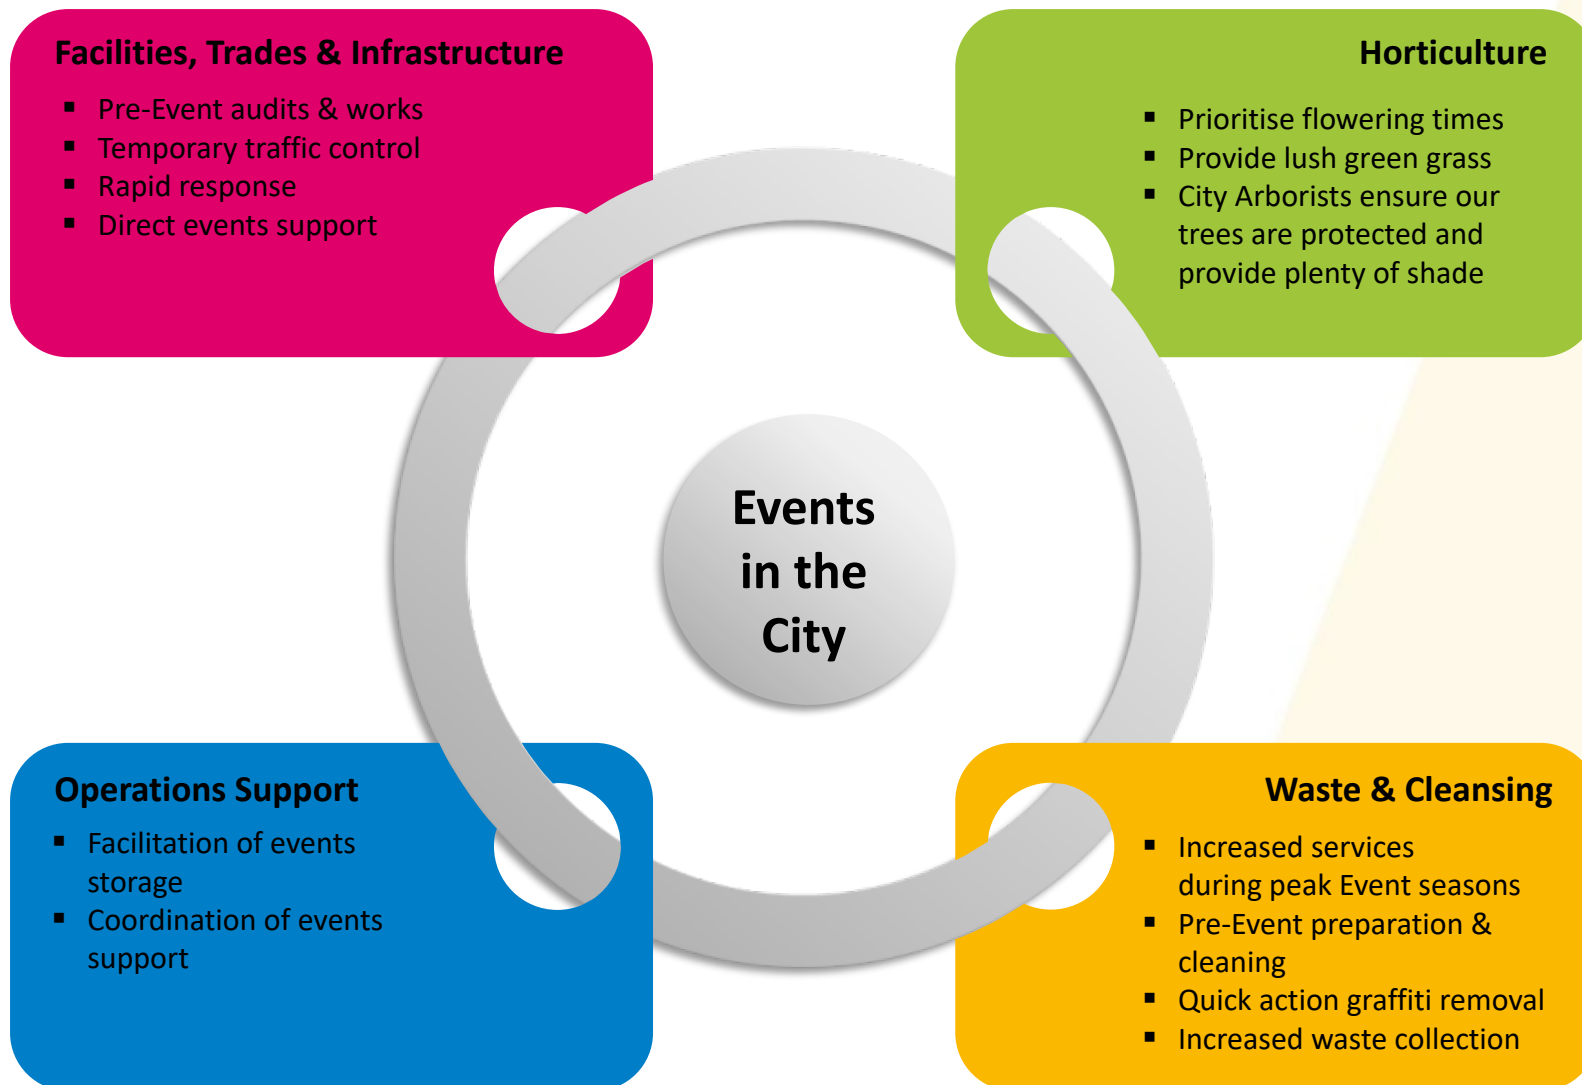 Facilities, Trades & Infrastructure
▪ Pre-Event audits & works
▪ Temporary traffic control
▪ Rapid response
▪ Direct events support
Horticulture
▪ Prioritise flowering times
▪ Provide lush green grass
▪ City Arborists ensure our
trees are protected and
provide plenty of shade
Events
in the
City
Operations Support
▪ Facilitation of events
storage
▪ Coordination of events
support
Waste & Cleansing
▪ Increased services
during peak Event seasons
▪ Pre-Event preparation &
cleaning
▪ Quick action graffiti removal
▪ Increased waste collection